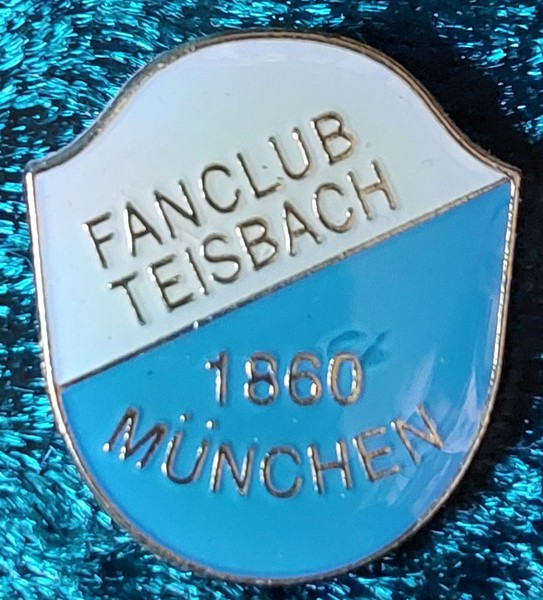 FANCLUB
TEISBACH
1860
MÜNCHEN